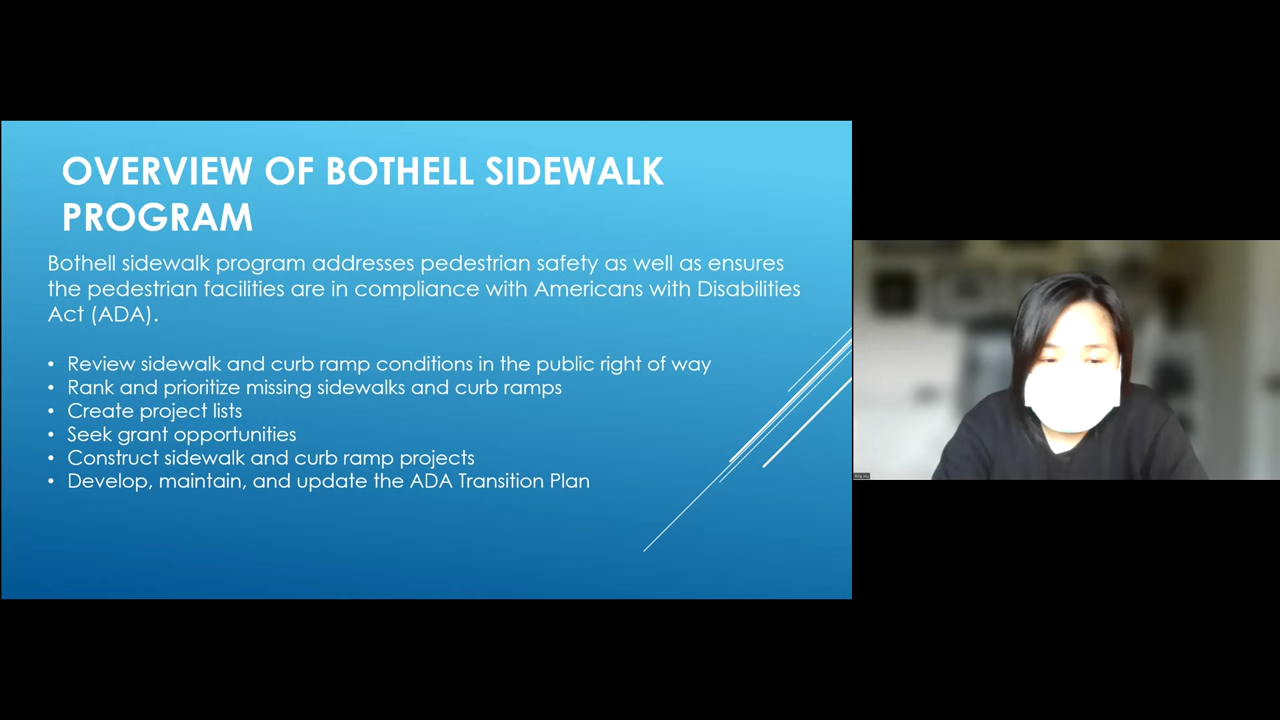 OVERVIEW OF BOTHELL SIDEWALK
PROGRAM
Bothell sidewalk program addresses pedestrian safety as well as ensures
the pedestrian facilities are in compliance with Americans with Disabilities
Act (ADA).
• Review sidewalk and curb ramp conditions in the public right of way
• Rank and prioritize missing sidewalks and curb ramps
• Create project lists
• Seek grant opportunities
• Construct sidewalk and curb ramp projects
• Develop, maintain, and update the ADA Transition Plan